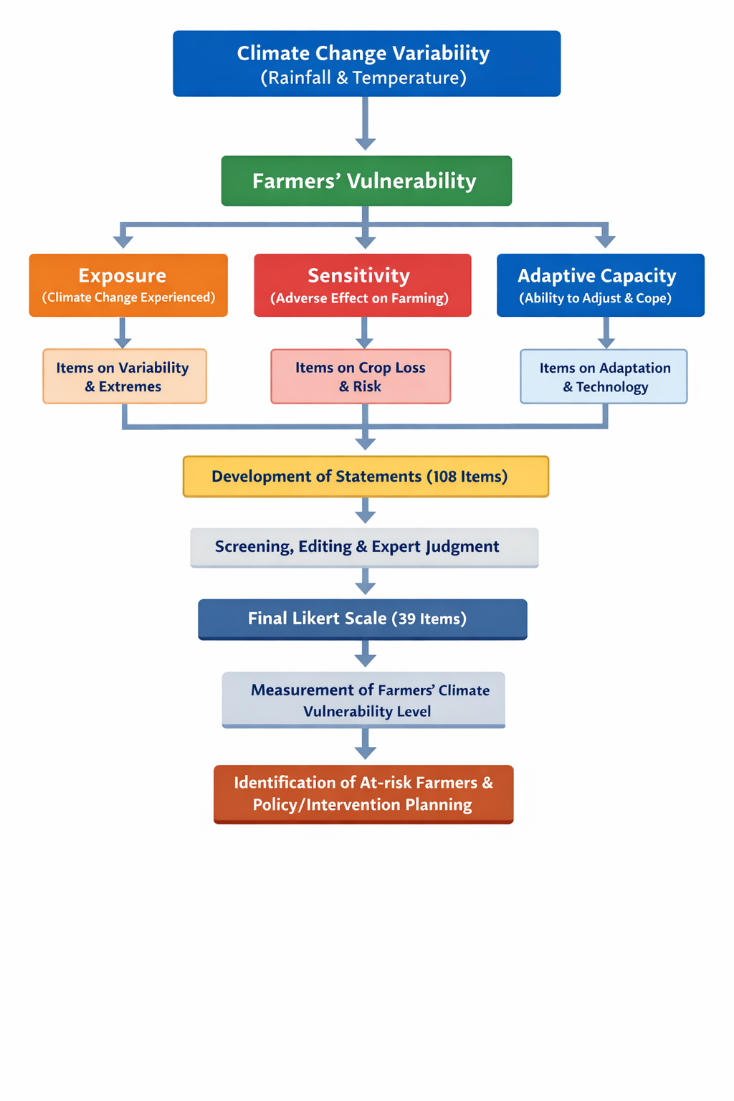 Climate Change Variability
(Rainfall & Temperature)
Farmers’ Vulnerability
Exposure
(Climate Change Experienced)
Sensitivity
(Adverse Effect on Farming)
Adaptive Capacity
(Ability to Adjust & Cope)
Items on Variability
& Extremes
Items on Crop Loss
& Risk
Items on Adaptation
& Technology
Development of Statements (108 Items)
Screening, Editing & Expert Judgment
Final Likert Scale (39 Items)
Measurement of Farmers’ Climate
Vulnerability Level
Identification of At-risk Farmers &
Policy/Intervention Planning